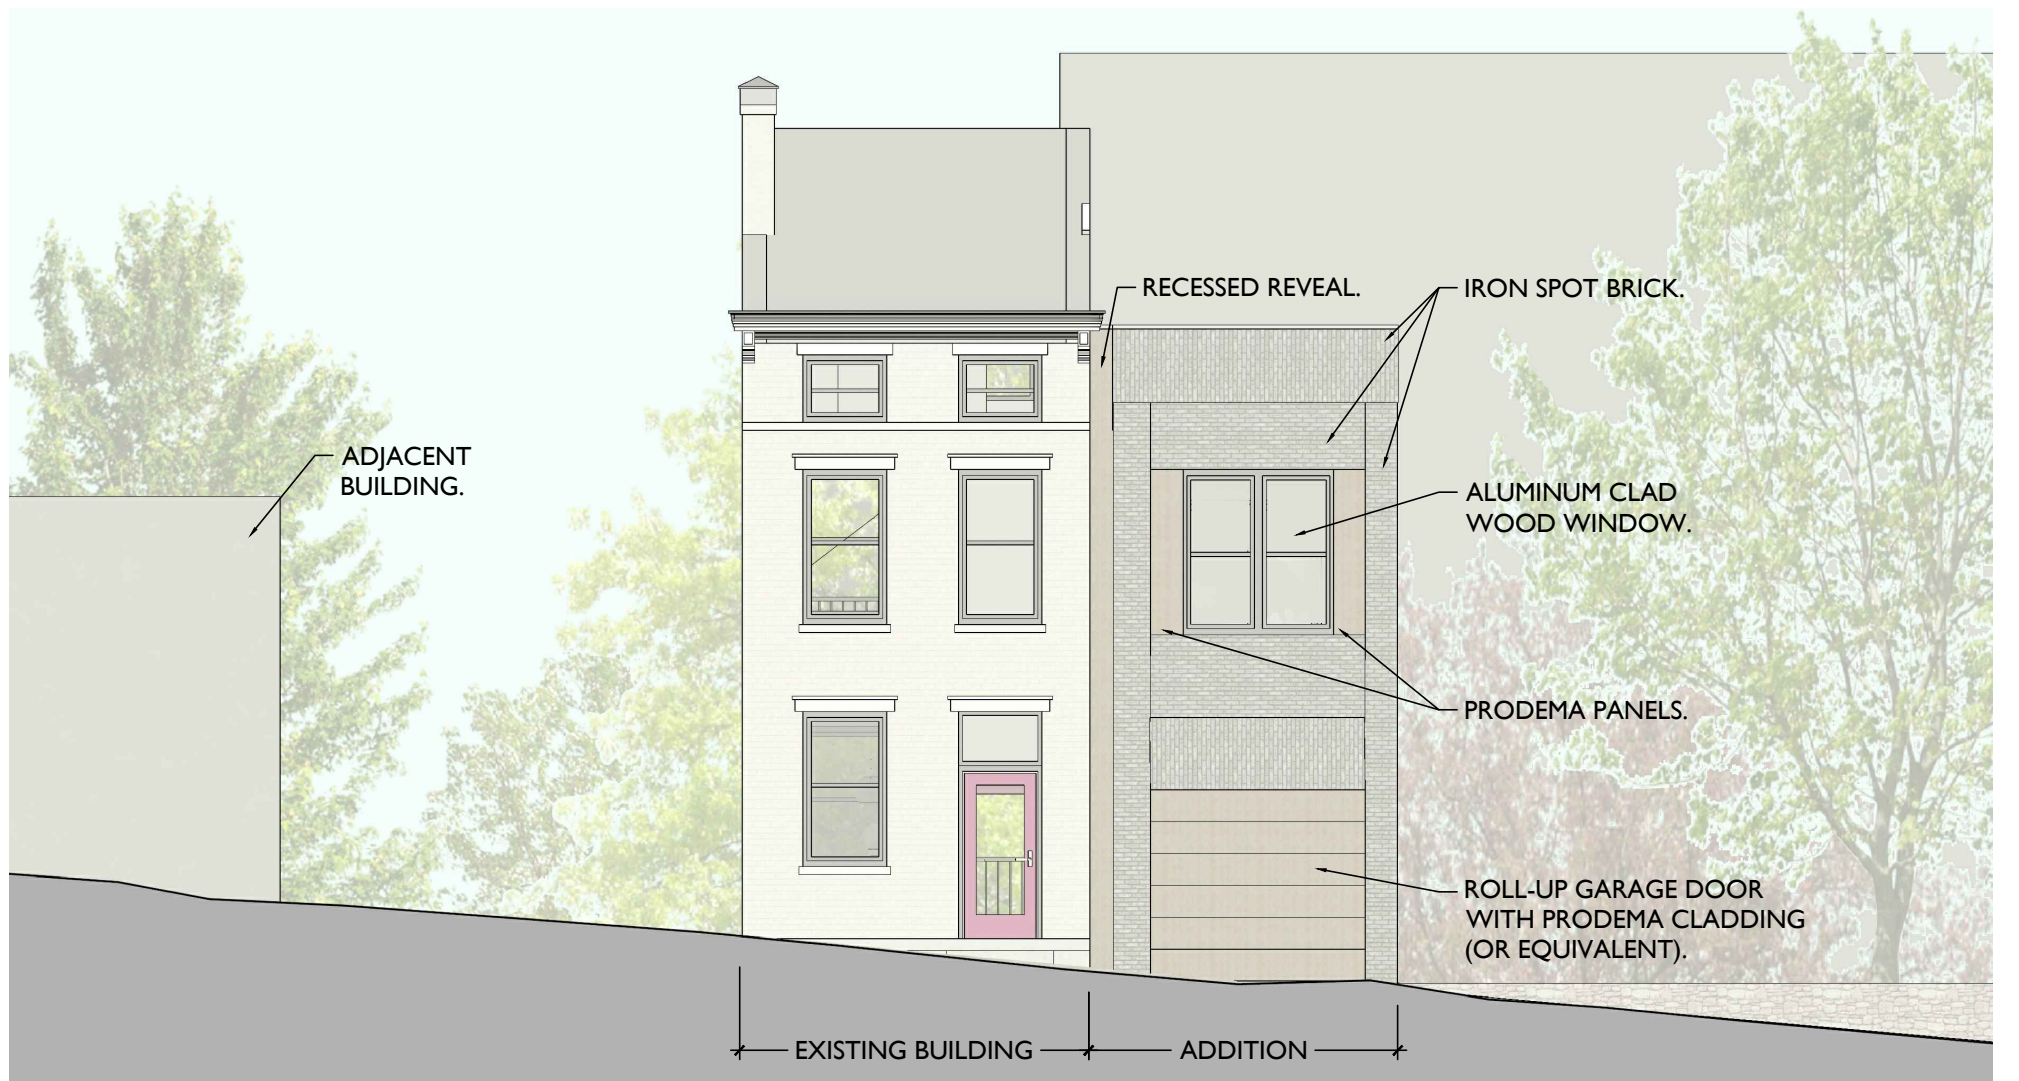 RECESSED REVEAL.
IRON SPOT BRICK.
ADJACENT
BUILDING.
ALUMINUM CLAD
WOOD WINDOW.
PRODEMA PANELS.
ROLL-UP GARAGE DOOR
WITH PRODEMA CLADDING
(OR EQUIVALENT).
EXISTING BUILDING
ADDITION